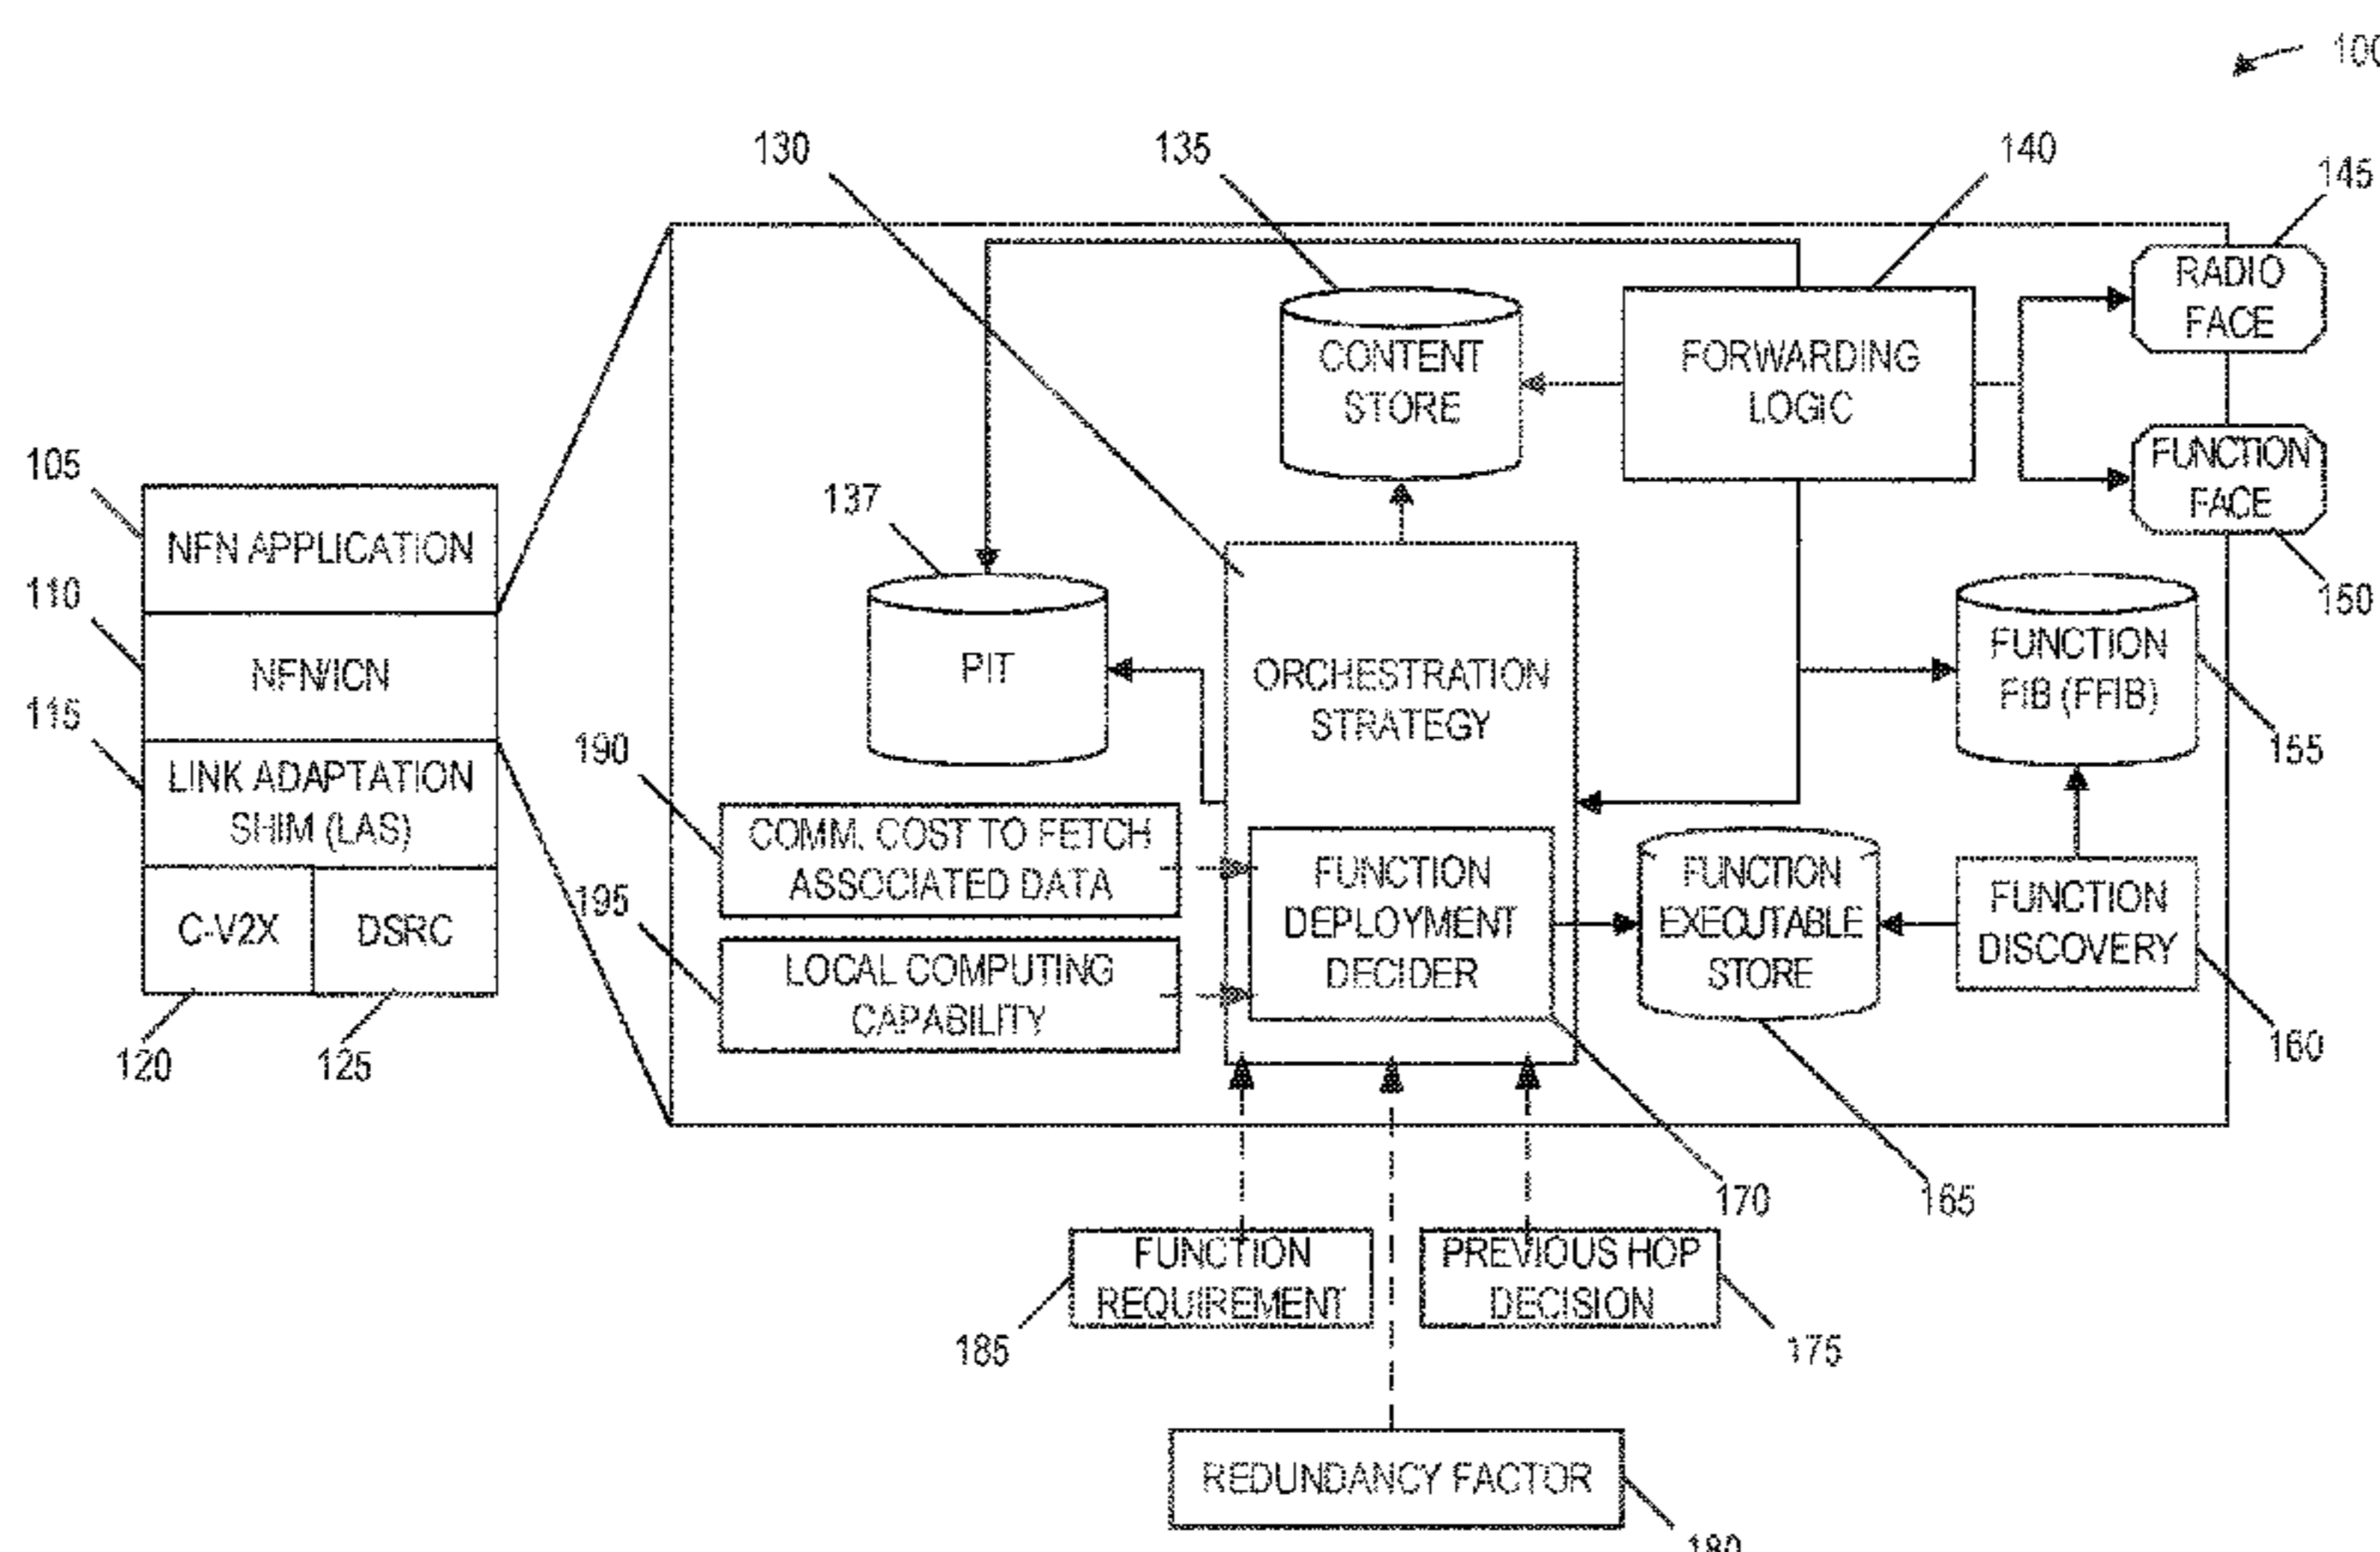 100
130
135
140
145
RADIO
FACE
CONTENT
STORE
FORWARDING
LOGIC
FUNCTION
FACE
150
105
NFN APPLICATION
137
110
NFN/ICN
PIT
ORCHESTRATION
STRATEGY
FUNCTION
FIB (FFIB)
155
115
LINK ADAPTATION
SHIM (LAS)
190
COMM. COST TO FETCH
ASSOCIATED DATA
195
LOCAL COMPUTING
CAPABILITY
FUNCTION
DEPLOYMENT
DECIDER
FUNCTION
EXECUTABLE
STORE
FUNCTION
DISCOVERY
C-V2X
DSRC
120
125
160
170
165
FUNCTION
REQUIREMENT
185
PREVIOUS HOP
DECISION
175
REDUNDANCY FACTOR
180